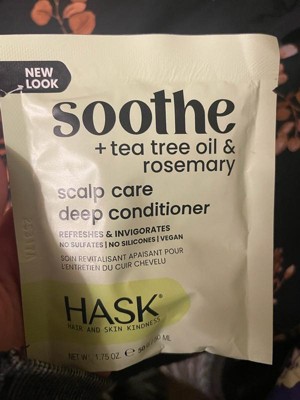 NEW
LOOK
soothe
+ tea tree oil &
rosemary
scalp care
deep conditioner
REFRESHES & INVIGORATES
NO SULFATES | NO SILICONES | VEGAN
SOIN REVITALISANT APAISANT POUR
L'ENTRETIEN DU CUIR CHEVELU
HASK®
HAIR AND SKIN KINDNESS
NET WT. 1.75 OZ. ML